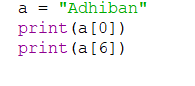 a = "Adhiban"
print(a[0])
print(a[6])